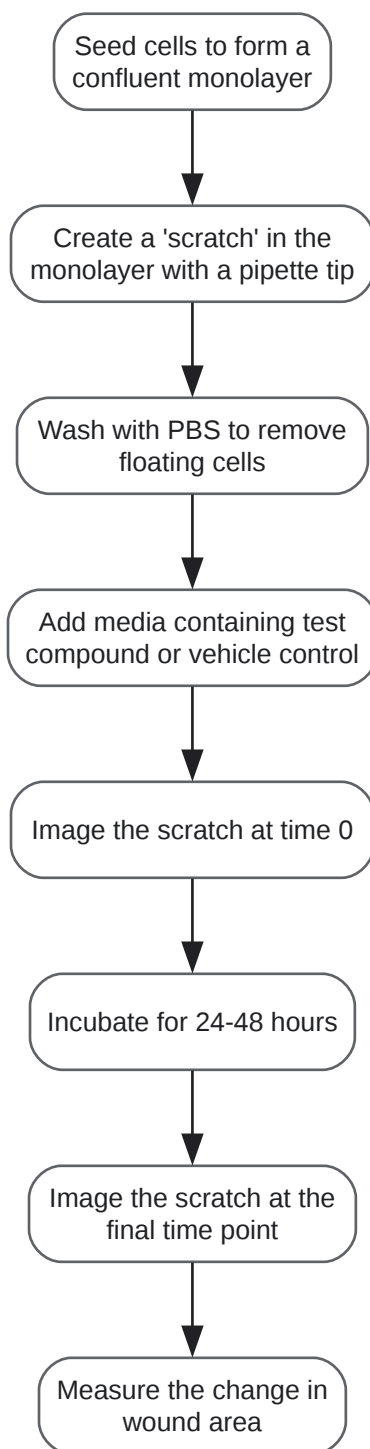 Seed cells to form a
confluent monolayer
Create a 'scratch' in the
monolayer with a pipette tip
Wash with PBS to remove
floating cells
Add media containing test
compound or vehicle control
Image the scratch at time 0
Incubate for 24-48 hours
Image the scratch at the
final time point
Measure the change in
wound area